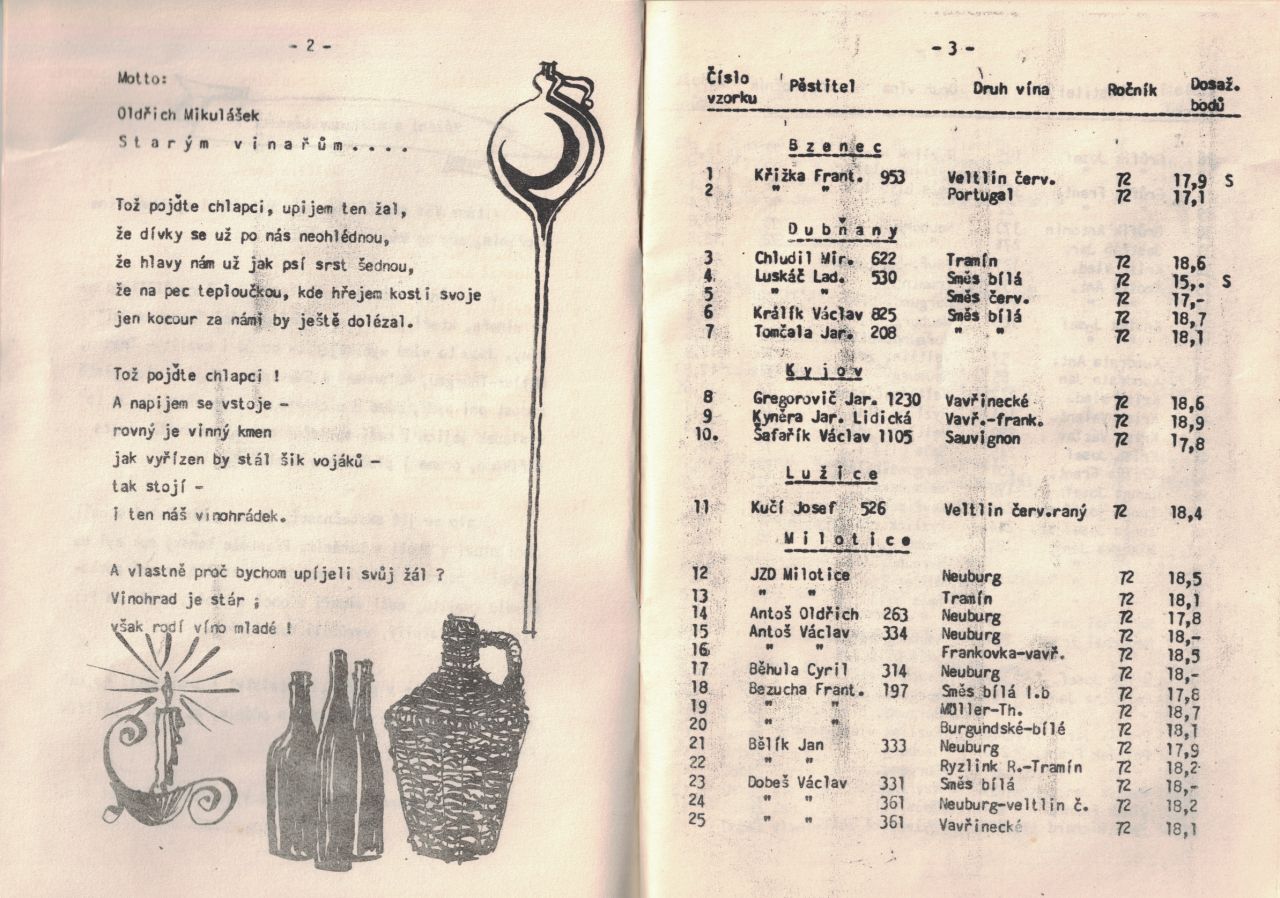 - 2 -
Motto:
Oldřich Mikulášek
Starým vinařům....
Tož pojďte chlapci, upijem ten žal,
že dívky se už po nás neohlédnou,
že hlavy nám už jak psí srst šednou,
že na pec teploučkou, kde hřejem kosti svoje
jen kocour za námi by ještě dolézal.
Tož pojďte chlapci !
A napijem se vstoje -
rovný je vinný kmen
jak vyřízen by stál šik vojáků -
tak stojí -
i ten náš vinohrádek.
A vlastně proč bychom upíjeli svůj žál ?
Vinohrad je stár ;
však rodí víno mladé !
- 3 -
Číslo vzorku Pěstitel Druh vína Ročník Dosaž. bodů
Bzenec
1 Křižka Frant. 953 Veltlin červ. 72 17,9 S
2 " " Portugal 72 17,1
Dubňany
3 Chludil Mir. 622 Tramín 72 18,6
4 Luskáč Lad. 530 Směs bílá 72 15,. S
5 " " Směs červ. 72 17,-
6 Králík Václav 825 Směs bílá 72 18,7
7 Tomčala Jar. 208 " " 72 18,1
Kyjov
8 Gregorovič Jar. 1230 Vavřinecké 72 18,6
9 Kyněra Jar. Lidická Vavř.-frank. 72 18,9
10. Šafařík Václav 1105 Sauvignon 72 17,8
Lužice
11 Kučí Josef 526 Veltlin červ.raný 72 18,4
Milotice
12 JZD Milotice Neuburg 72 18,5
13 " " Tramín 72 18,1
14 Antoš Oldřich 263 Neuburg 72 17,8
15 Antoš Václav 334 Neuburg 72 18,-
16 " " Frankovka-vavř. 72 18,5
17 Běhula Cyril 314 Neuburg 72 18,-
18 Bazucha Frant. 197 Směs bílá I.b 72 17,8
19 " " Müller-Th. 72 18,7
20 " " Burgundské-bílé 72 18,1
21 Bělík Jan 333 Neuburg 72 17,9
22 " " Ryzlink R.-Tramín 72 18,2
23 Dobeš Václav 331 Směs bílá 72 18,-
24 " " 361 Neuburg-veltlin č. 72 18,2
25 " " 361 Vavřinecké 72 18,1